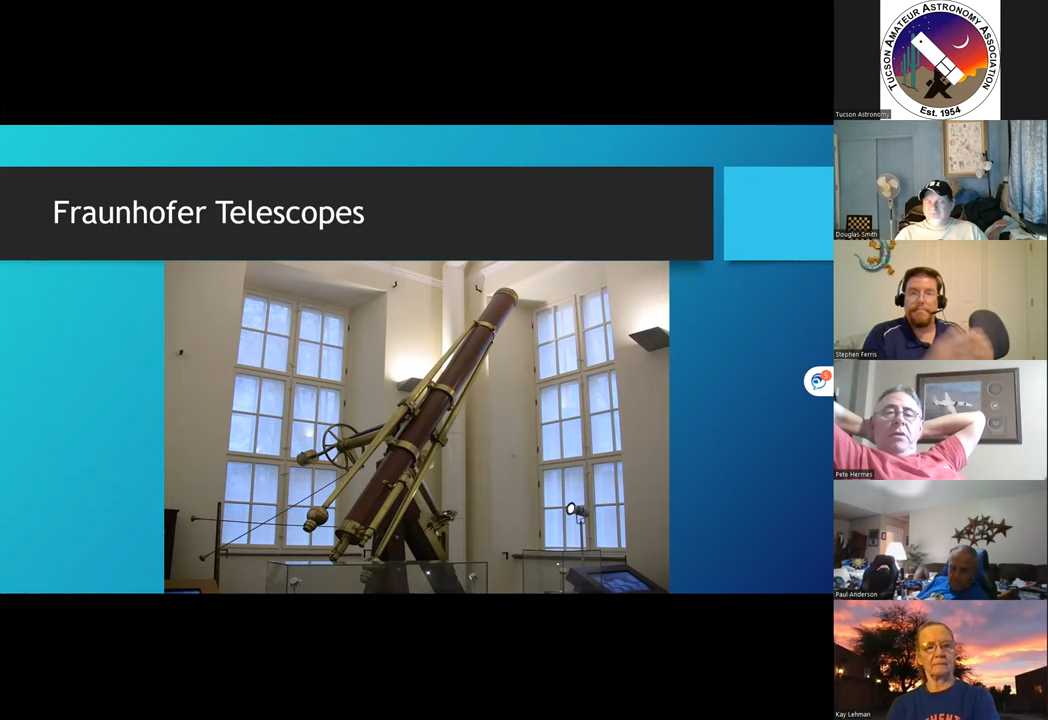 Fraunhofer Telescopes
TUCSON AMATEUR ASTRONOMY ASSOCIATION
Est. 1954
Tucson Astronomy
Douglas Smith
Stephen Ferris
Pete Hermes
Paul Anderson
Kay Lehman